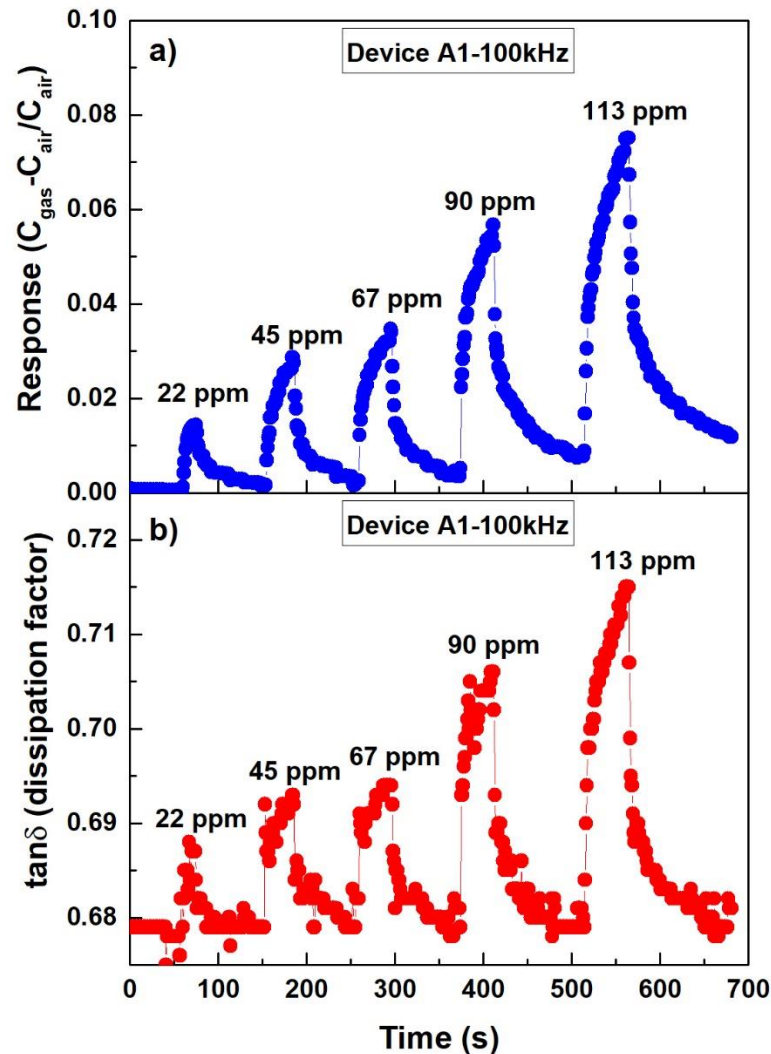 a)
Device A1-100kHz
0.10
0.08
0.06
0.04
0.02
0.00
Response (C_gas-C_air/C_air)
22 ppm
45 ppm
67 ppm
90 ppm
113 ppm
b)
Device A1-100kHz
0.72
0.71
0.70
0.69
0.68
tanδ (dissipation factor)
22 ppm
45 ppm
67 ppm
90 ppm
113 ppm
0 100 200 300 400 500 600 700
Time (s)